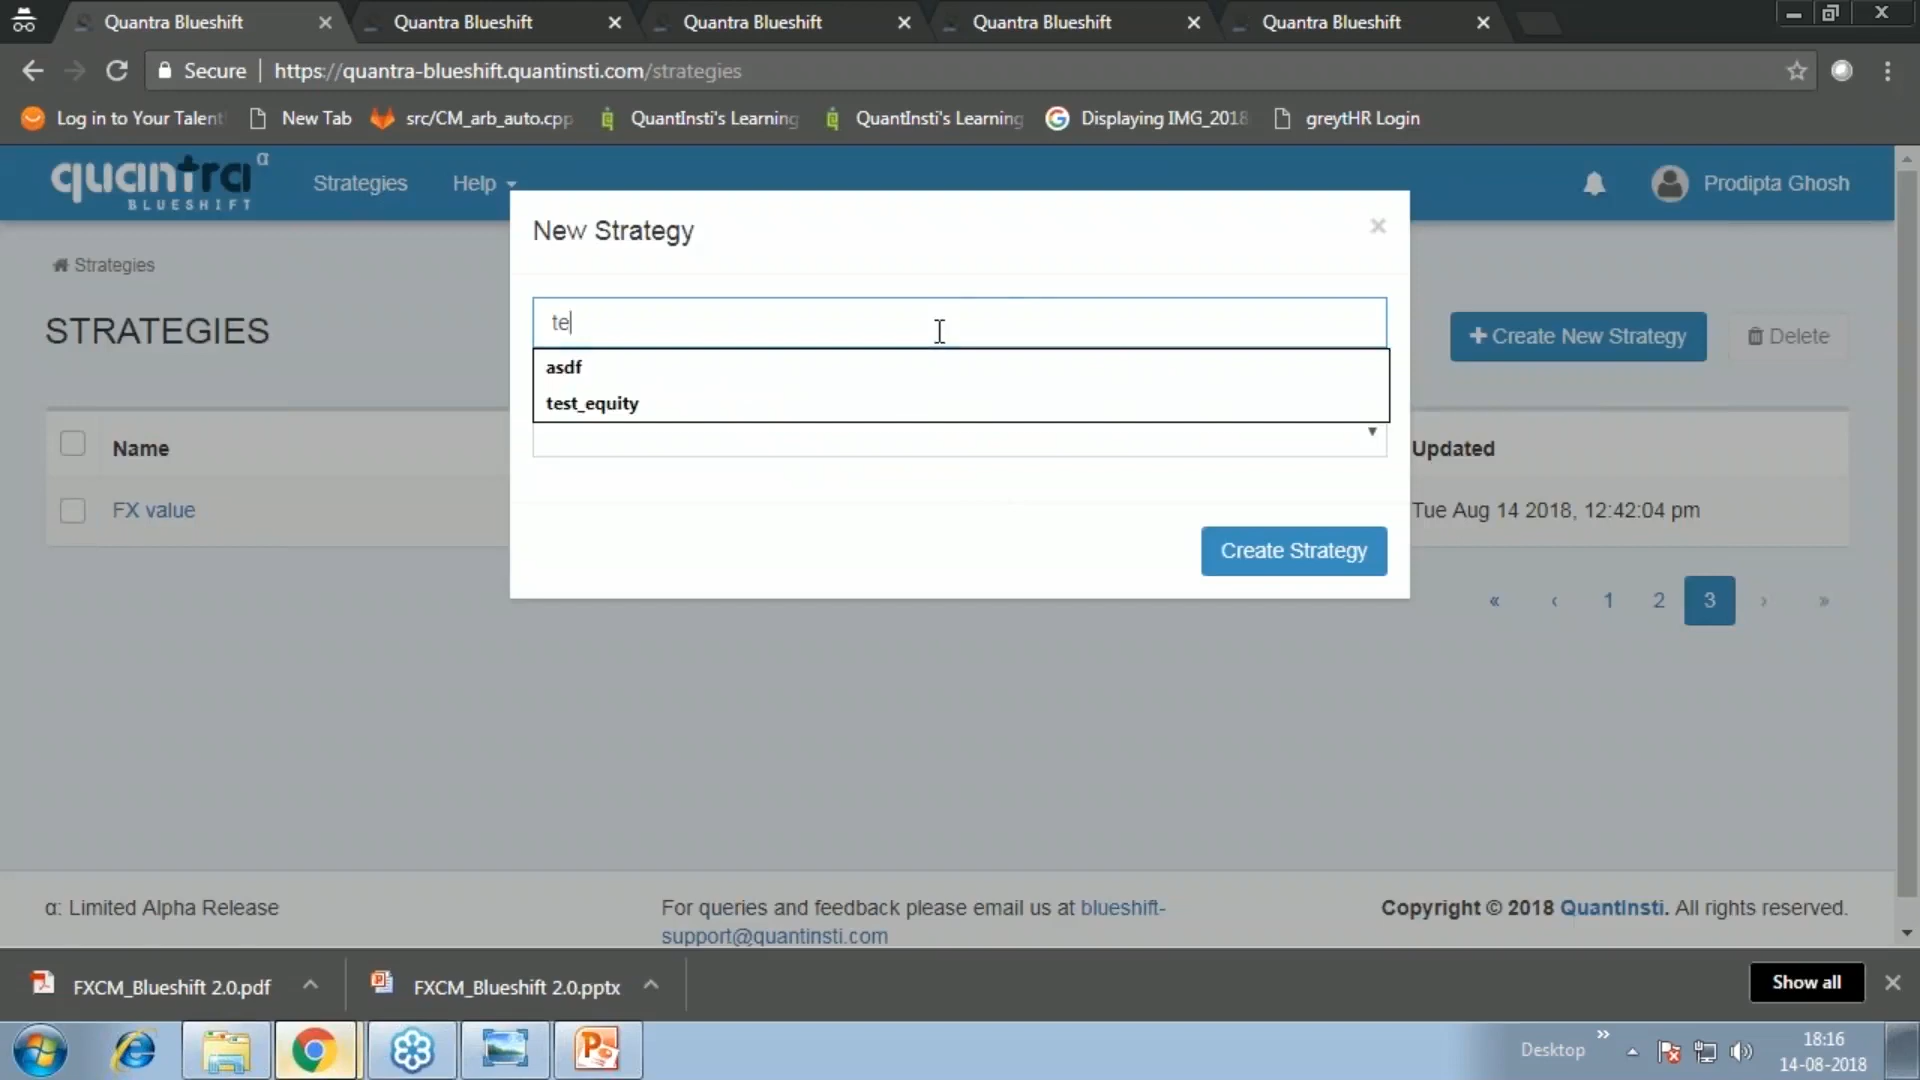 Quantra Blueshift
Quantra Blueshift
Quantra Blueshift
Quantra Blueshift
Quantra Blueshift
Secure
https://quantra-blueshift.quantinsti.com/strategies
Log in to Your Talent
New Tab
src/CM_arb_auto.cpp
QuantInsti's Learning
QuantInsti's Learning
Displaying IMG_2018
greytHR Login
quantra α
BLUESHIFT
Strategies
Help
Prodipta Ghosh
New Strategy
×
Strategies
te
STRATEGIES
+ Create New Strategy
Delete
asdf
test_equity
Name
Updated
FX value
Tue Aug 14 2018, 12:42:04 pm
Create Strategy
« ‹ 1 2 3 › »
α: Limited Alpha Release
For queries and feedback please email us at blueshift-
support@quantinsti.com
Copyright © 2018 QuantInsti. All rights reserved.
FXCM_Blueshift 2.0.pdf
FXCM_Blueshift 2.0.pptx
Show all
Desktop
18:16
14-08-2018